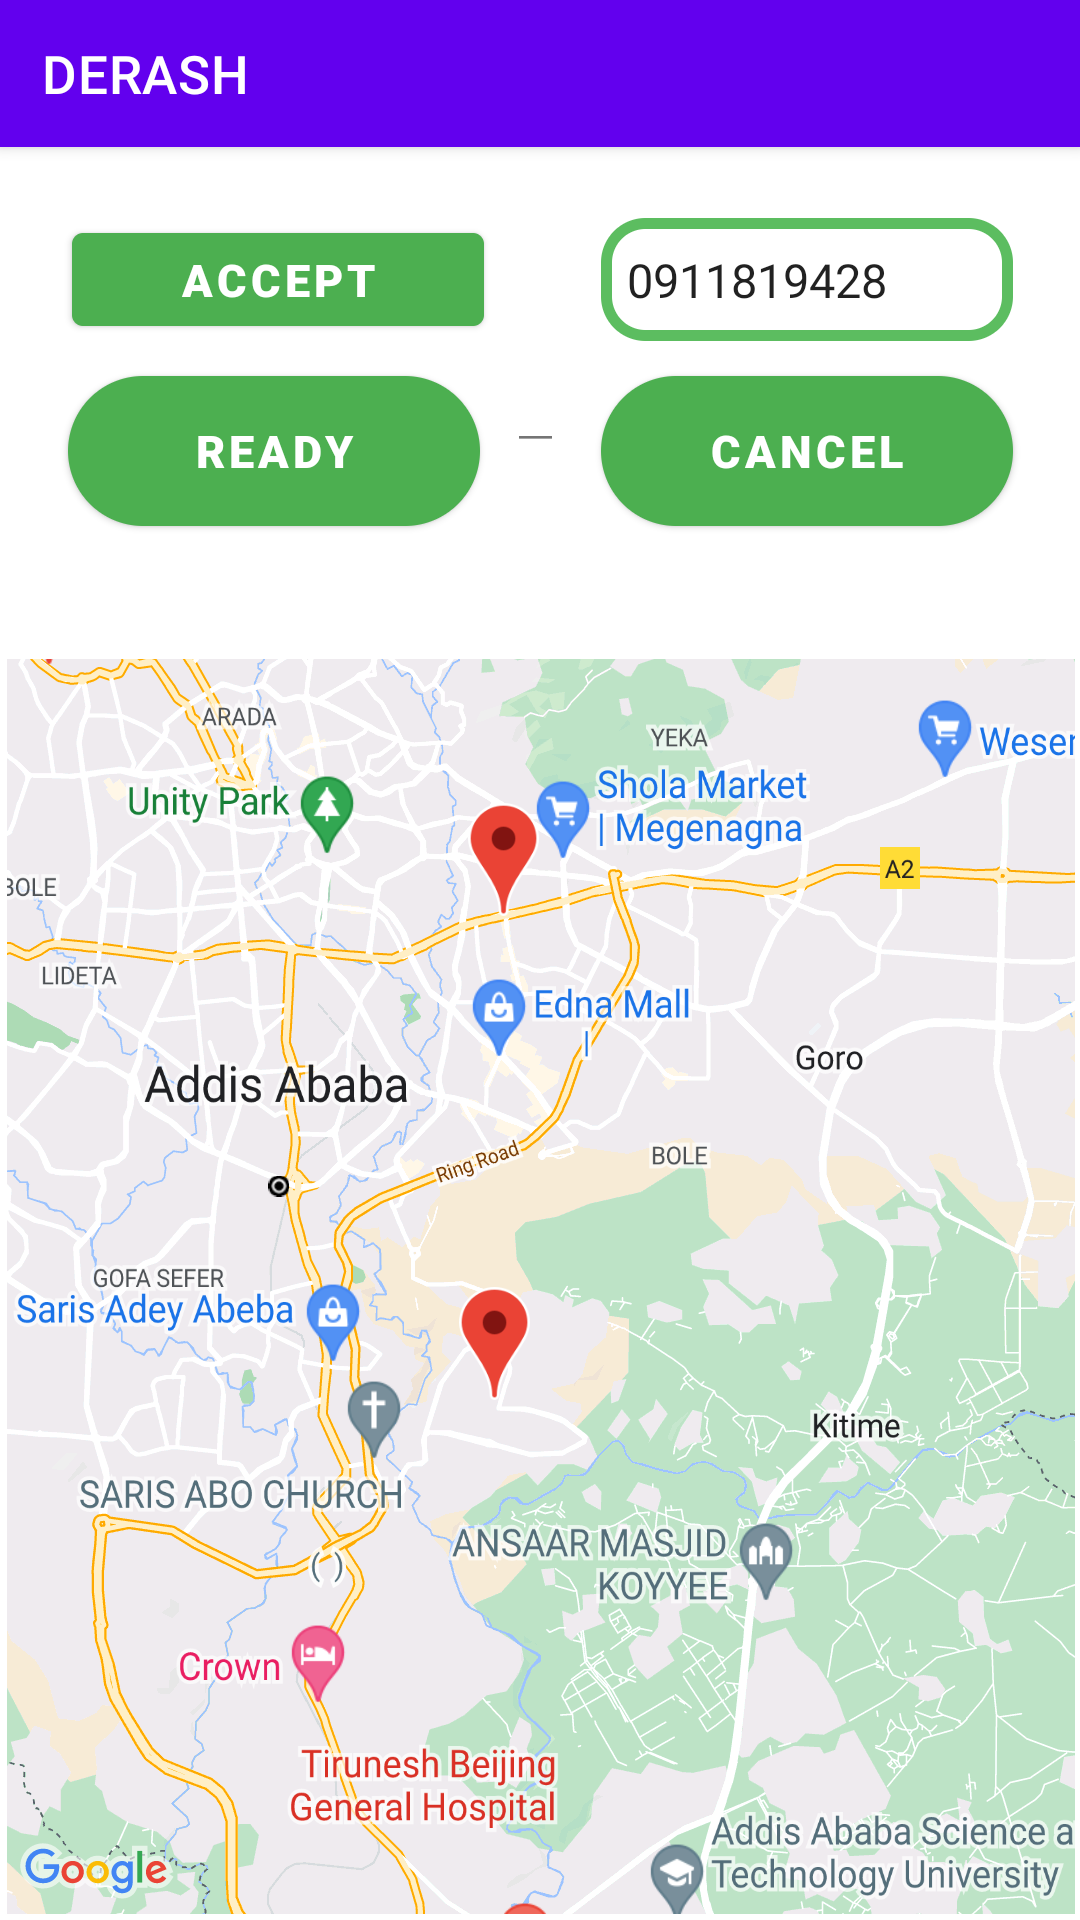 DERASH
ACCEPT
0911819428
READY
—
CANCEL
ARADA
YEKA
Weser
Shola Market
| Megenagna
Unity Park
A2
BOLE
LIDETA
Edna Mall
|
Goro
Addis Ababa
BOLE
Ring Road
GOFA SEFER
Saris Adey Abeba
Kitime
SARIS ABO CHURCH
ANSAAR MASJID
KOYYEE
( )
Crown
Tirunesh Beijing
General Hospital
Addis Ababa Science a
Technology University
Google